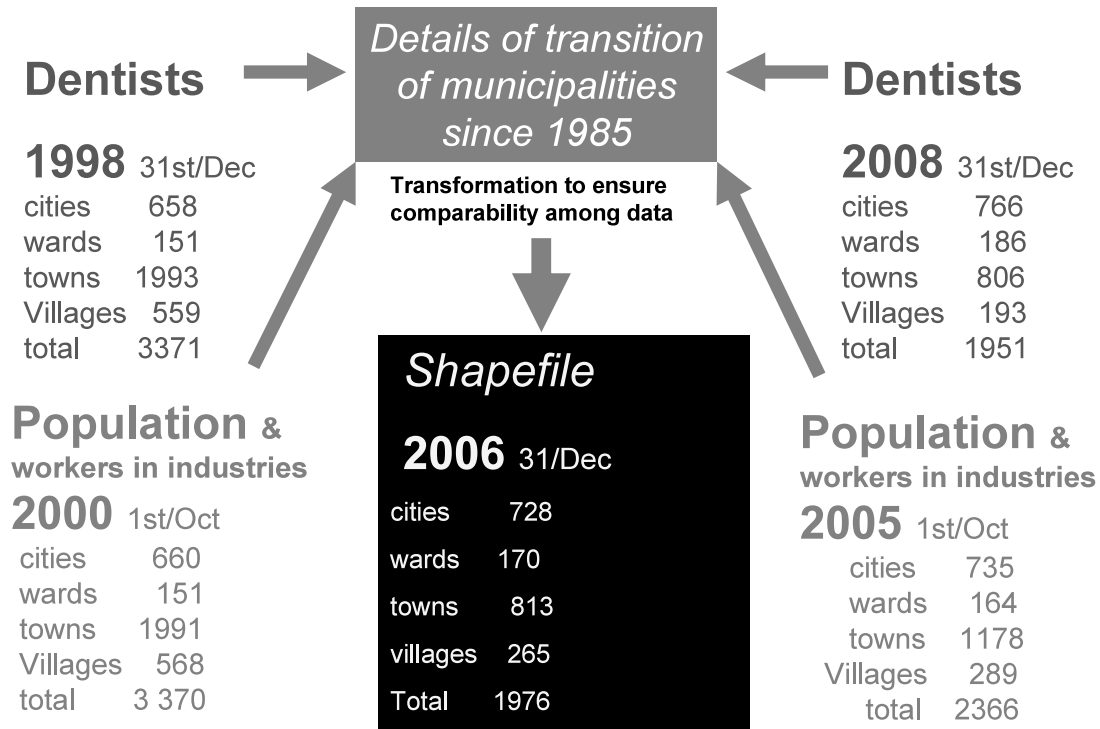 Details of transition
of municipalities
since 1985
Transformation to ensure
comparability among data
Dentists
1998 31st/Dec
cities 658
wards 151
towns 1993
Villages 559
total 3371
Population &
workers in industries
2000 1st/Oct
cities 660
wards 151
towns 1991
Villages 568
total 3 370
Shapefile
2006 31/Dec
cities 728
wards 170
towns 813
villages 265
Total 1976
Dentists
2008 31st/Dec
cities 766
wards 186
towns 806
Villages 193
total 1951
Population &
workers in industries
2005 1st/Oct
cities 735
wards 164
towns 1178
Villages 289
total 2366